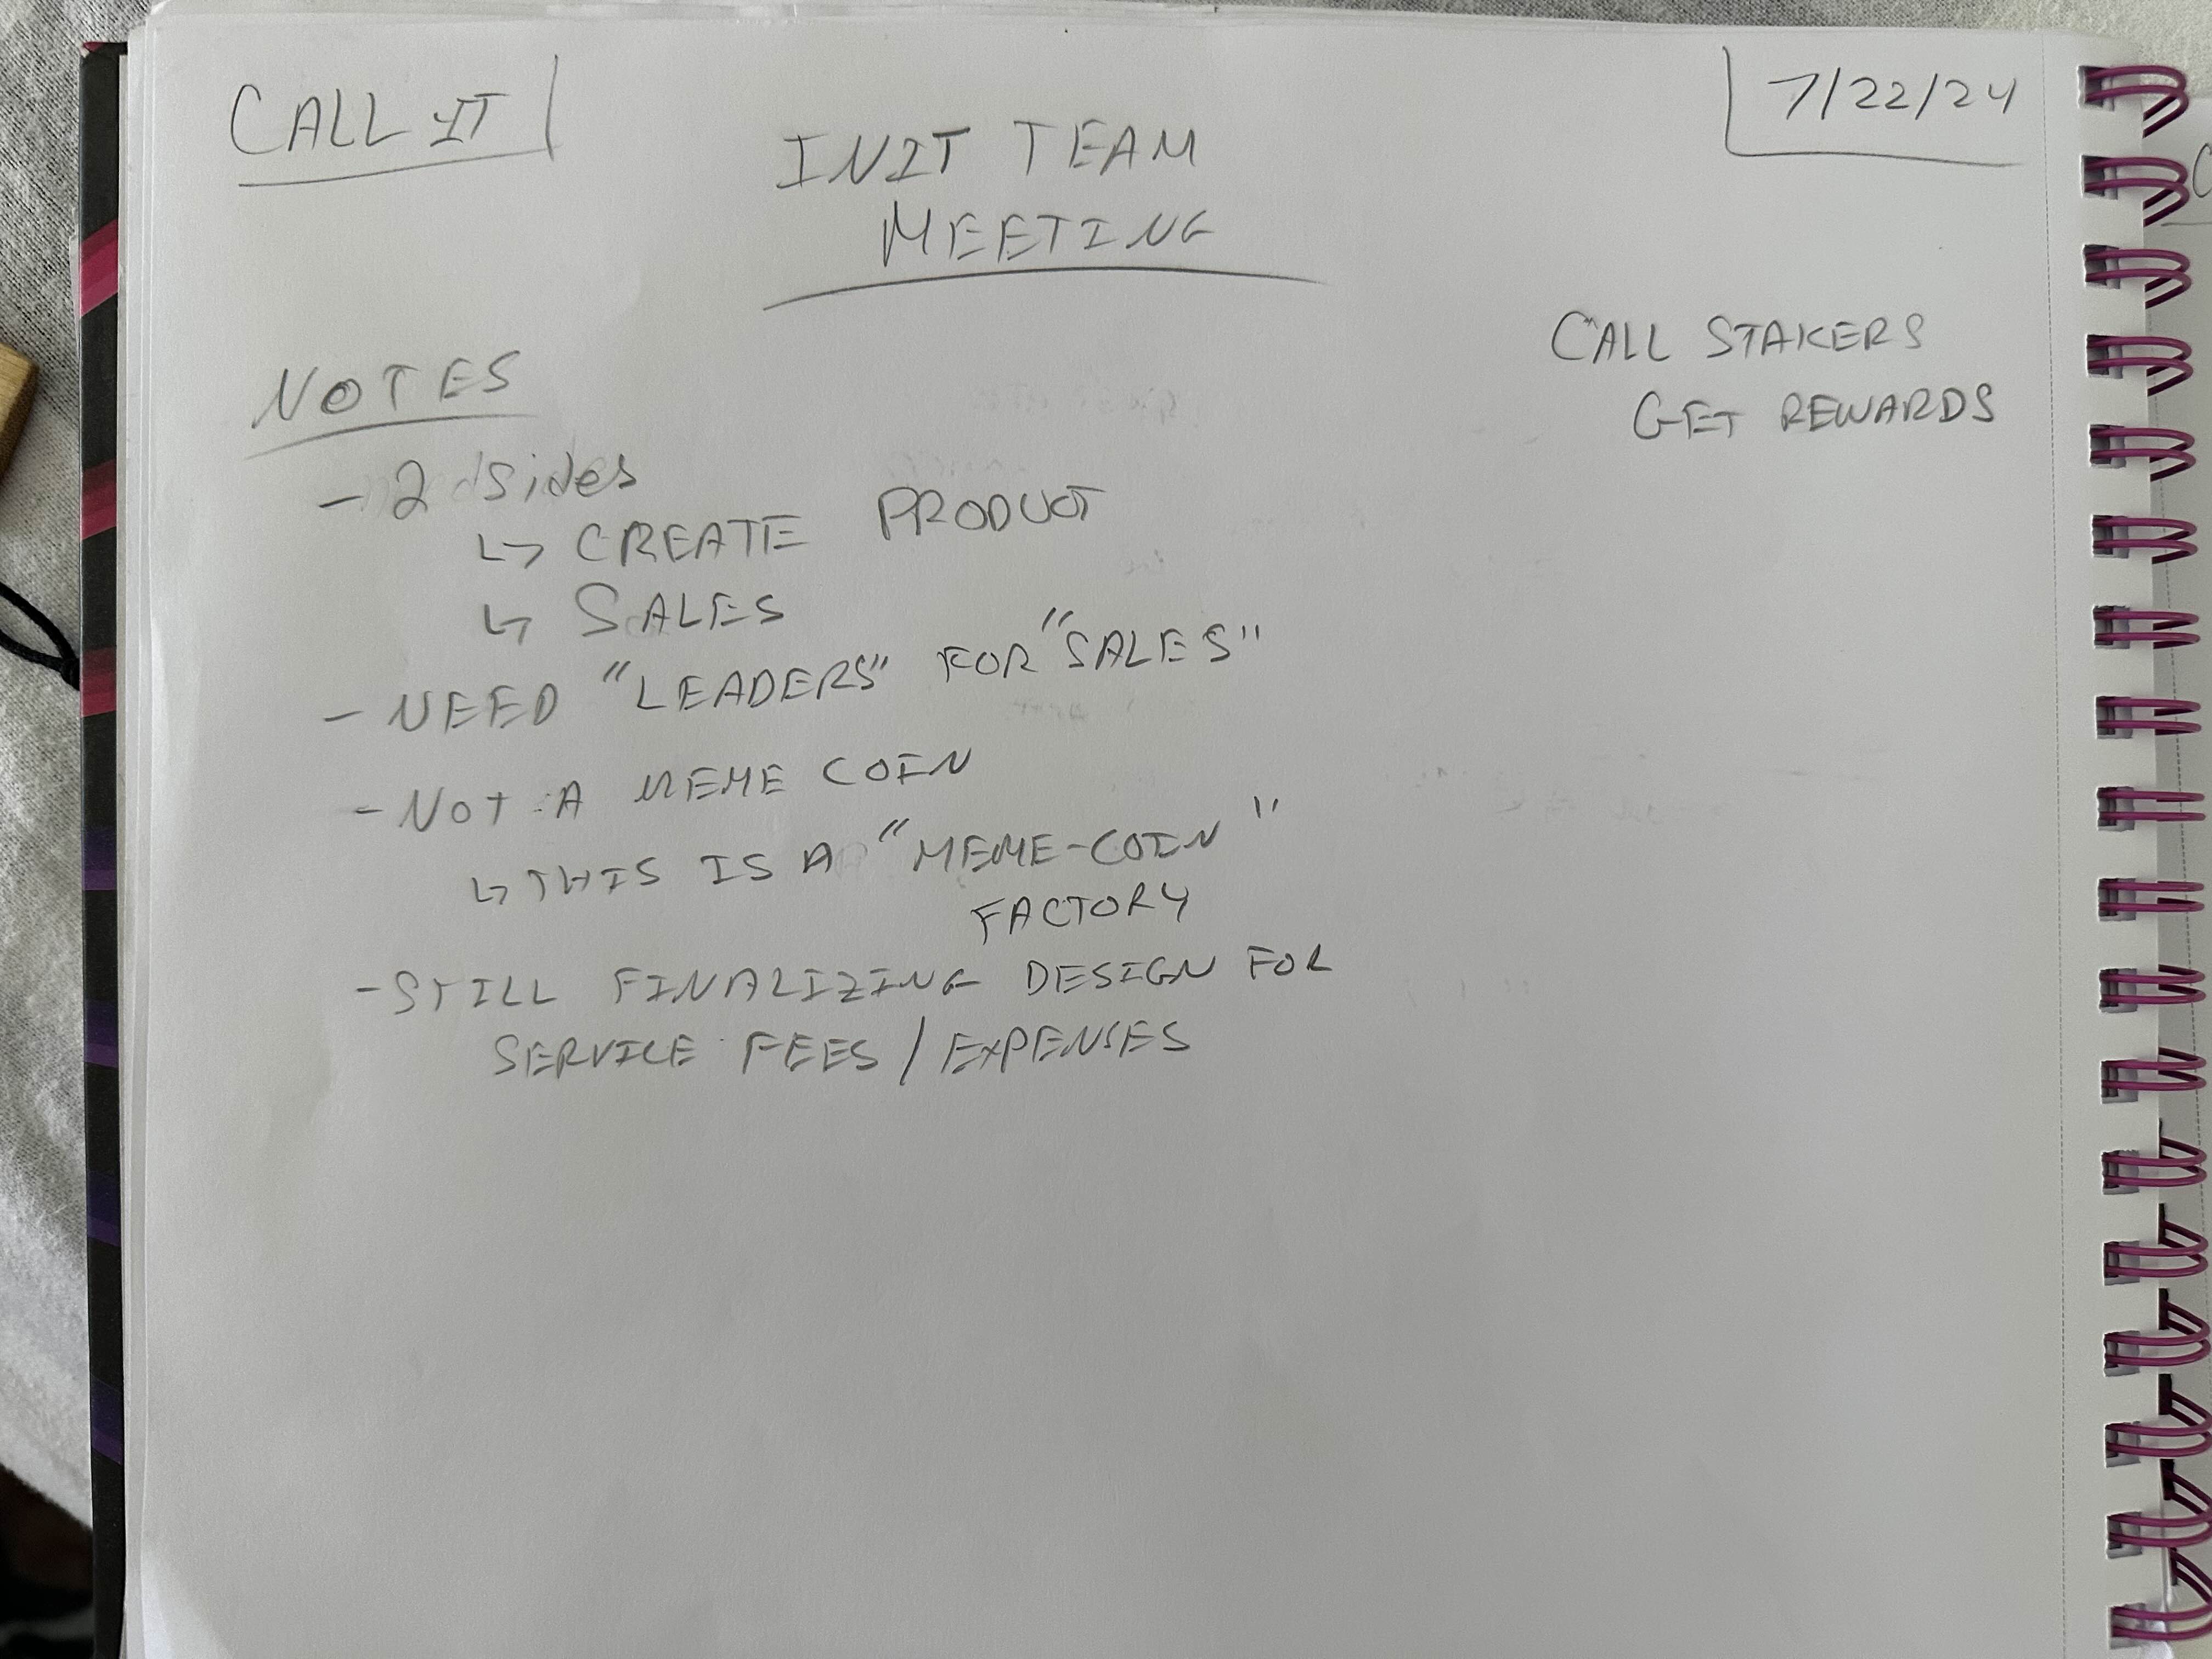 CALL IT
7/22/24
INIT TEAM
MEETING
CALL STAKERS
GET REWARDS
NOTES
- 2 Sides
↳ CREATE PRODUCT
↳ SALES
- NEED "LEADERS" FOR "SALES"
- NOT A MEME COIN
↳ THIS IS A "MEME-COIN"
FACTORY
- STILL FINALIZING DESIGN FOR
SERVICE FEES / EXPENSES